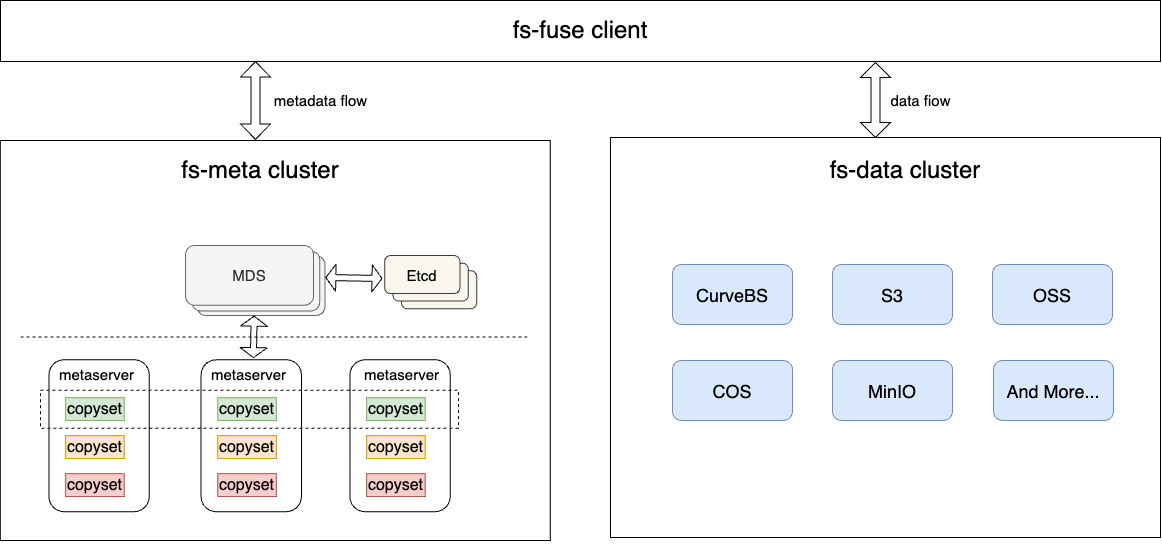 fs-fuse client
metadata flow
data fiow
fs-meta cluster
fs-data cluster
MDS
Etcd
metaserver
metaserver
metaserver
copyset
copyset
copyset
copyset
copyset
copyset
copyset
copyset
copyset
CurveBS
S3
OSS
COS
MinIO
And More...